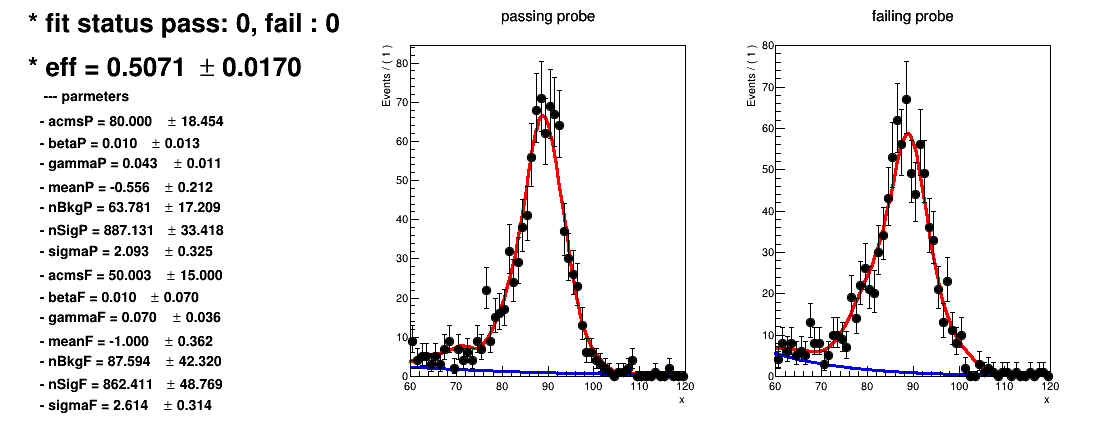 * fit status pass: 0, fail : 0
* eff = 0.5071 ± 0.0170
--- parmeters
- acmsP = 80.000 ± 18.454
- betaP = 0.010 ± 0.013
- gammaP = 0.043 ± 0.011
- meanP = -0.556 ± 0.212
- nBkgP = 63.781 ± 17.209
- nSigP = 887.131 ± 33.418
- sigmaP = 2.093 ± 0.325
- acmsF = 50.003 ± 15.000
- betaF = 0.010 ± 0.070
- gammaF = 0.070 ± 0.036
- meanF = -1.000 ± 0.362
- nBkgF = 87.594 ± 42.320
- nSigF = 862.411 ± 48.769
- sigmaF = 2.614 ± 0.314
passing probe
Events / ( 1 )
80
70
60
50
40
30
20
10
0
60 70 80 90 100 110 120
x
failing probe
Events / ( 1 )
80
70
60
50
40
30
20
10
0
60 70 80 90 100 110 120
x